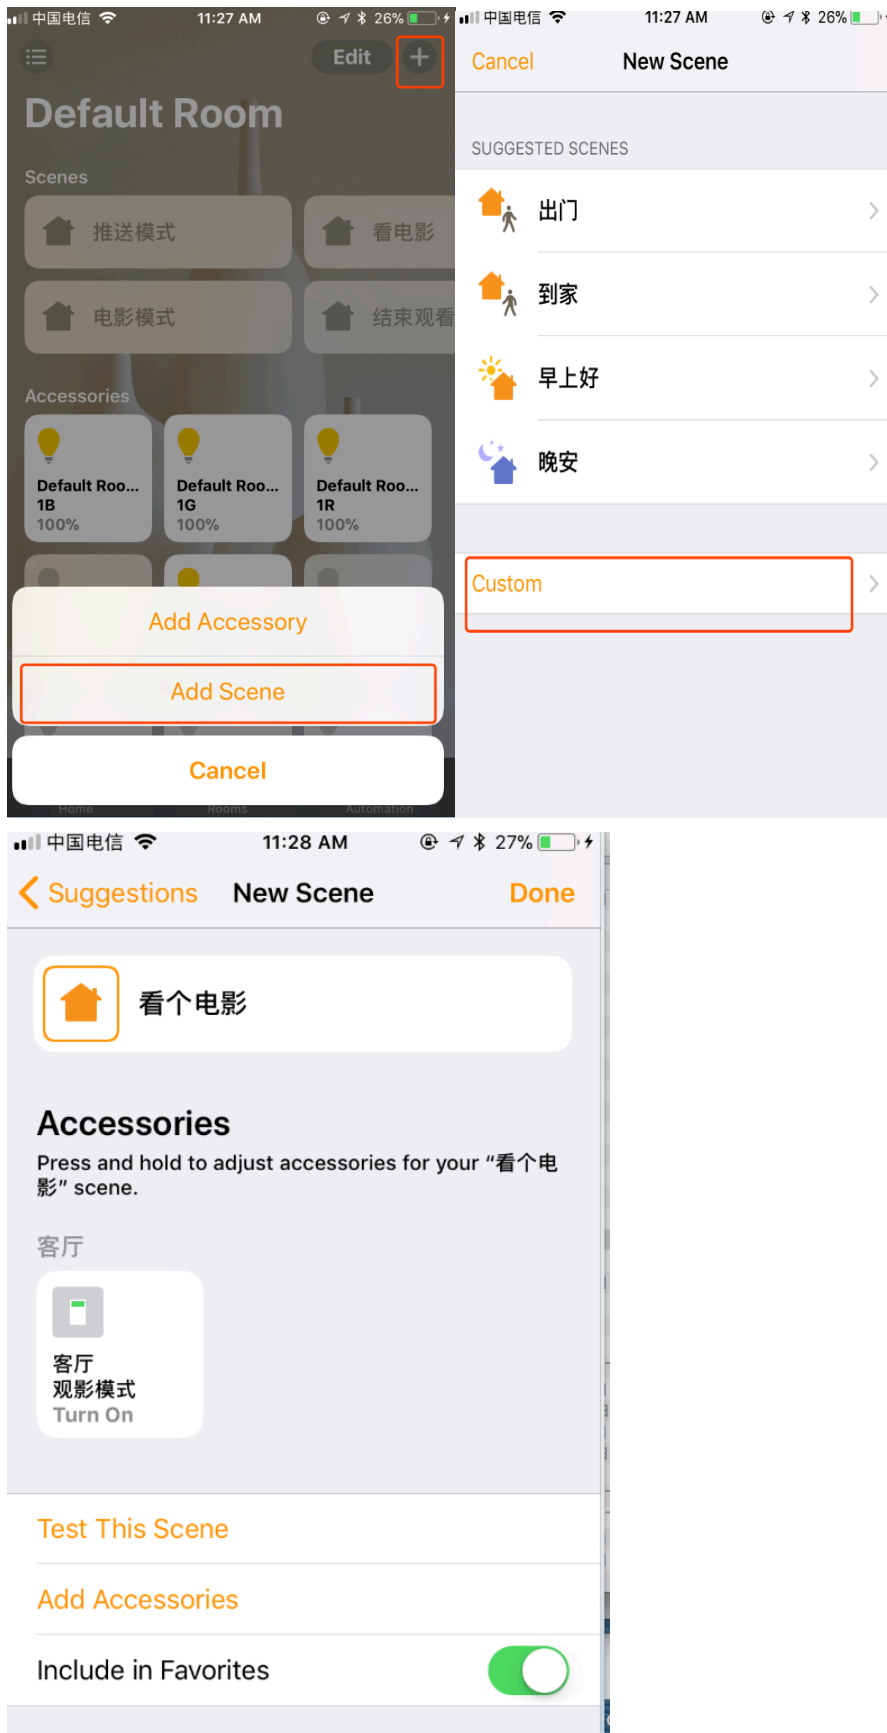 中国电信 11:27 AM 26%
Edit
Default Room
Scenes
推送模式 看电影
电影模式 结束观看
Accessories
Default Roo... Default Roo... Default Roo...
1B 1G 1R
100% 100% 100%
Add Accessory
Add Scene
Cancel
Home Rooms Automation
中国电信 11:27 AM 26%
Cancel New Scene
SUGGESTED SCENES
出门
到家
早上好
晚安
Custom
中国电信 11:28 AM 27%
Suggestions New Scene Done
看个电影
Accessories
Press and hold to adjust accessories for your “看个电
影” scene.
客厅
客厅
观影模式
Turn On
Test This Scene
Add Accessories
Include in Favorites